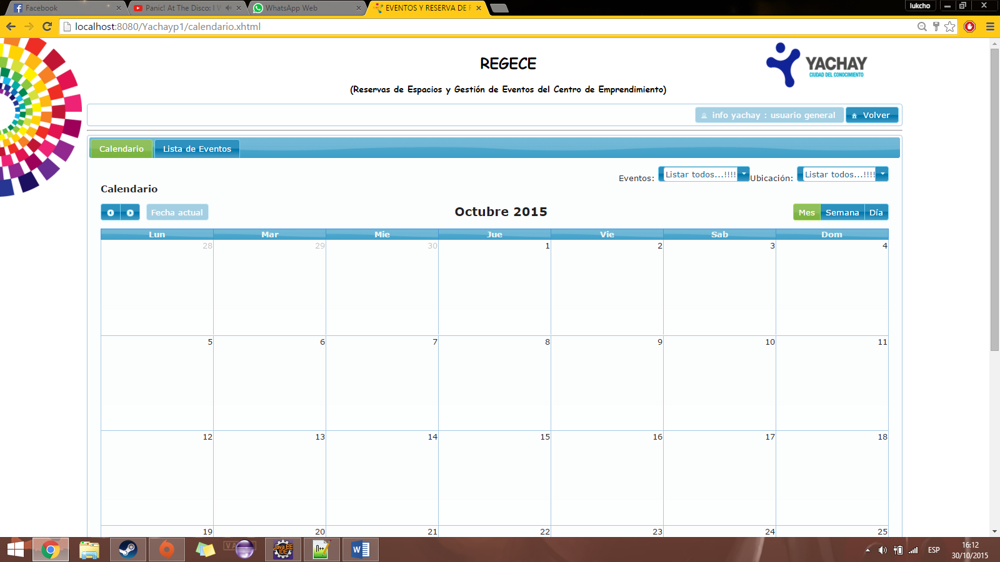 Facebook
Panic! At The Disco: I V
WhatsApp Web
EVENTOS Y RESERVA DE F
lukcho
localhost:8080/Yachayp1/calendario.xhtml
REGECE
YACHAY
CIUDAD DEL CONOCIMIENTO
(Reservas de Espacios y Gestión de Eventos del Centro de Emprendimiento)
info yachay : usuario general
Volver
Calendario
Lista de Eventos
Eventos: Listar todos...!!!! Ubicación: Listar todos...!!!!
Calendario
Fecha actual
Octubre 2015
Mes Semana Día
Lun Mar Mie Jue Vie Sab Dom
28 29 30 1 2 3 4
5 6 7 8 9 10 11
12 13 14 15 16 17 18
19 20 21 22 23 24 25
Java EE
IDE
ESP
16:12
30/10/2015